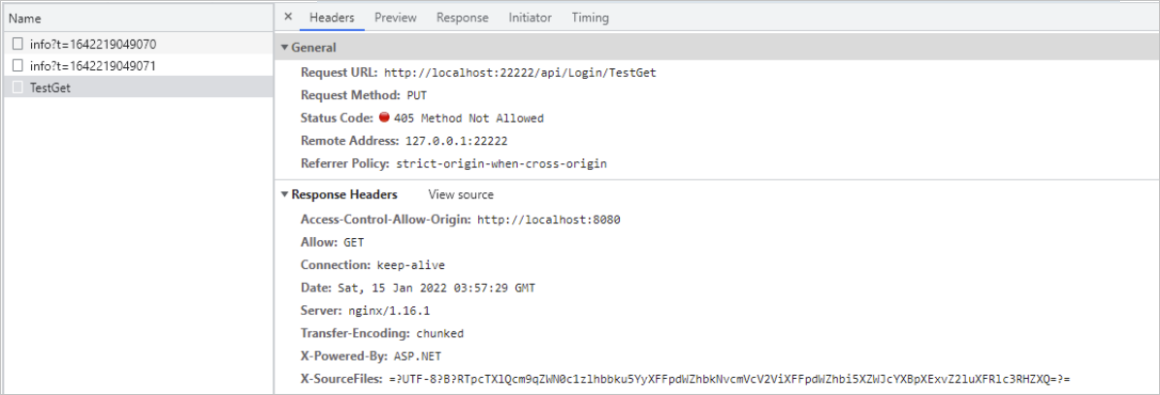 Name
× Headers Preview Response Initiator Timing
info?t=1642219049070
info?t=1642219049071
TestGet
▼ General
Request URL: http://localhost:22222/api/Login/TestGet
Request Method: PUT
Status Code: 405 Method Not Allowed
Remote Address: 127.0.0.1:22222
Referrer Policy: strict-origin-when-cross-origin
▼ Response Headers View source
Access-Control-Allow-Origin: http://localhost:8080
Allow: GET
Connection: keep-alive
Date: Sat, 15 Jan 2022 03:57:29 GMT
Server: nginx/1.16.1
Transfer-Encoding: chunked
X-Powered-By: ASP.NET
X-SourceFiles: =?UTF-8?B?RTpcTXlQcm9qZWN0c1zlhbbku5YyXFFpdWZhbkNvcmVcV2ViXFFpdWZhbi5XZWJcYXBpXExvZ2luXFRlc3RHZXQ=?=